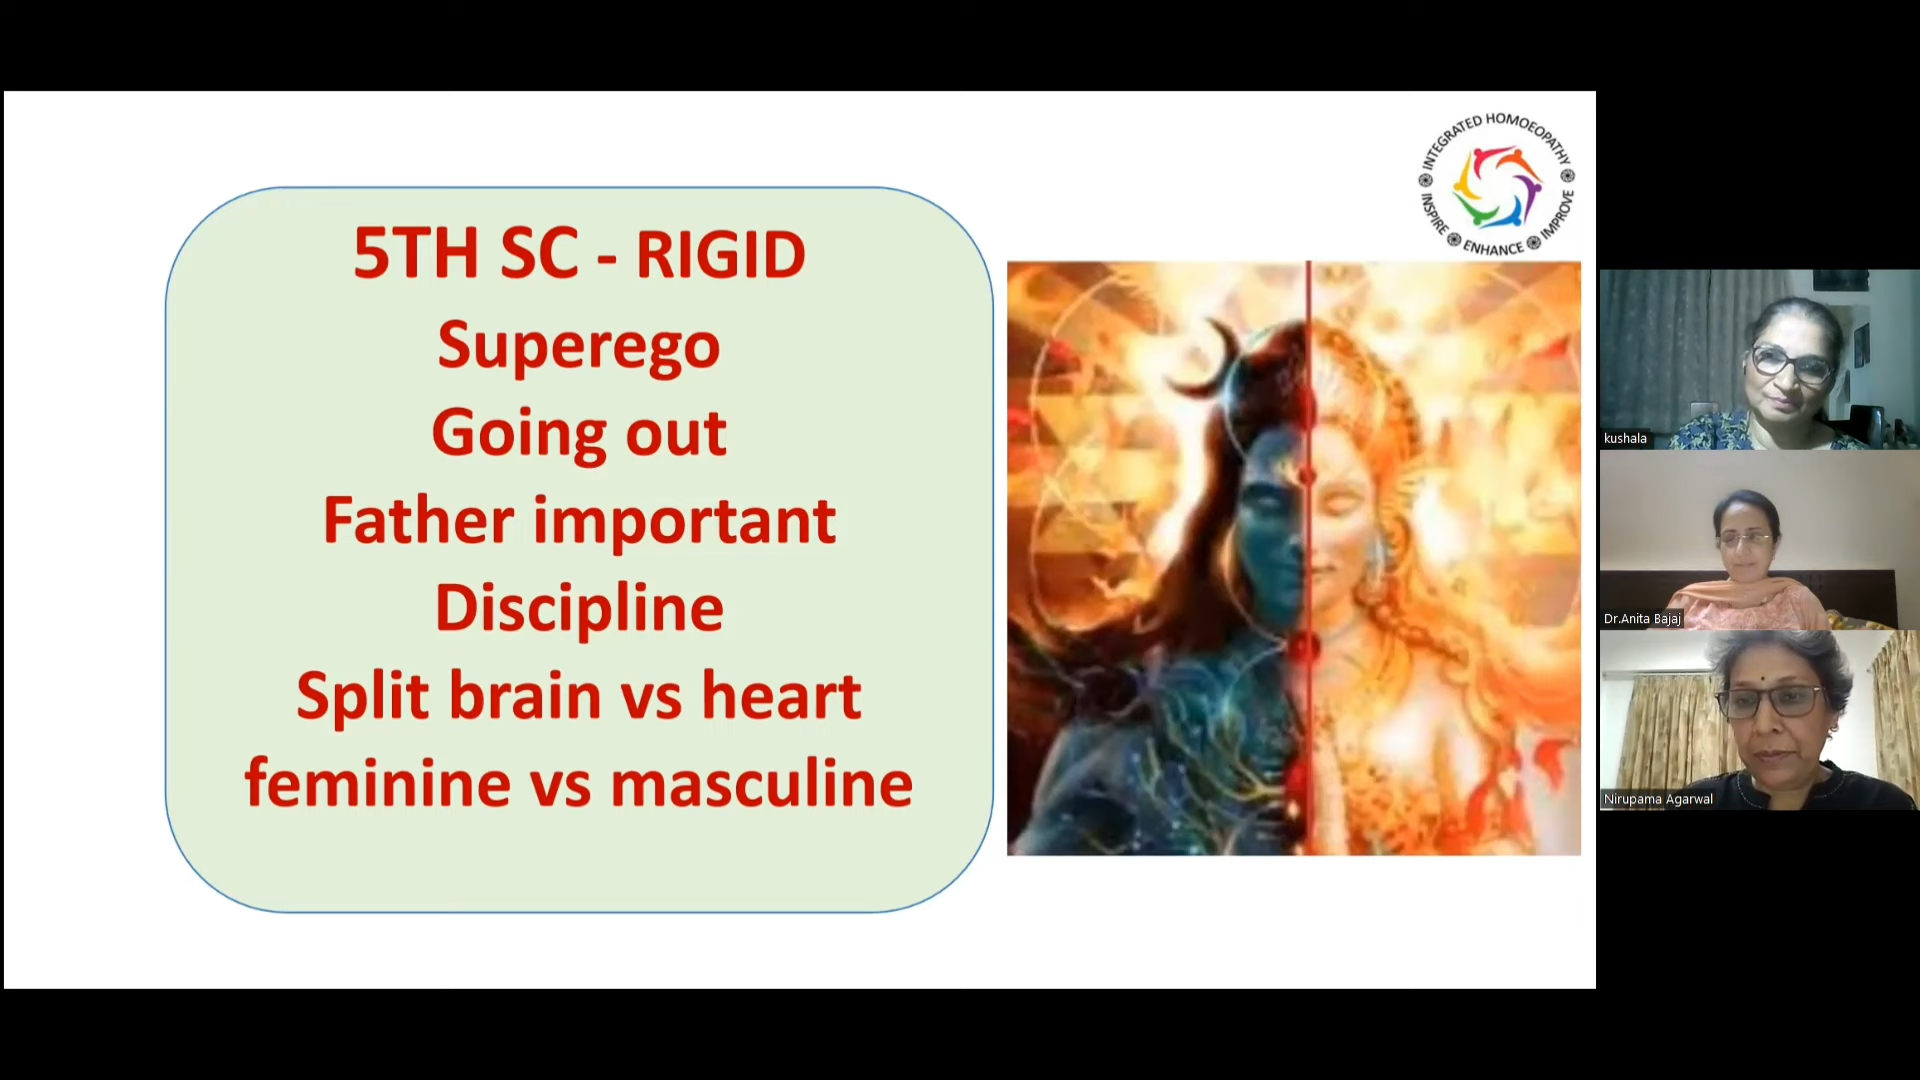 5TH SC - RIGID
Superego
Going out
Father important
Discipline
Split brain vs heart
feminine vs masculine
INTEGRATED HOMOEOPATHY
INSPIRE ENHANCE IMPROVE
kushala
Dr.Anita Bajaj
Nirupama Agarwal